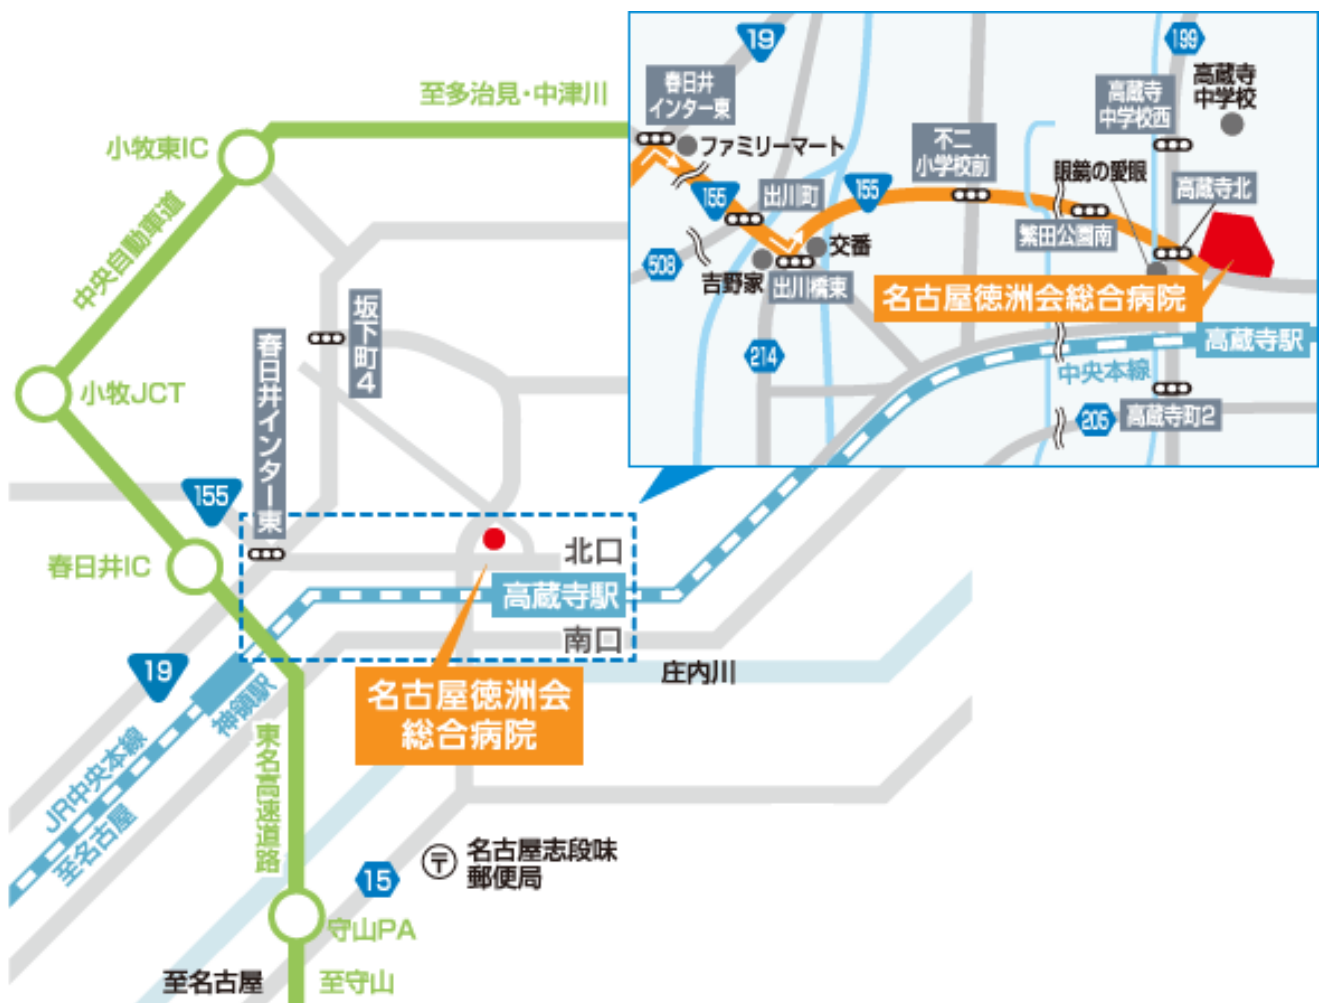 至多治見・中津川
小牧東IC
中央自動車道
坂下町4
春日井インター東
小牧JCT
155
春日井IC
北口
高蔵寺駅
南口
19
神領駅
庄内川
名古屋徳洲会
総合病院
JR中央本線
至名古屋
東名高速道路
名古屋志段味
郵便局
〒
15
守山PA
至名古屋
至守山
19
199
春日井
インター東
ファミリーマート
高蔵寺
中学校
高蔵寺
中学校西
不二
小学校前
眼鏡の愛眼
高蔵寺北
155
出川町
155
繁田公園南
交番
508
吉野家
出川橋東
名古屋徳洲会総合病院
高蔵寺駅
214
中央本線
205
高蔵寺町2